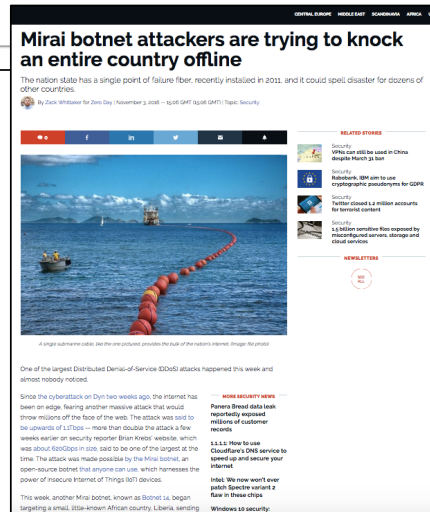 CENTRAL EUROPE MIDDLE EAST SCANDINAVIA AFRICA
Mirai botnet attackers are trying to knock
an entire country offline
The nation state has a single point of failure fiber, recently installed in 2011, and it could spell disaster for dozens of
other countries.
By Zack Whittaker for Zero Day | November 3, 2016 -- 15:06 GMT (15:06 GMT) | Topic: Security
0
A single submarine cable, like the one pictured, provides the bulk of the nation's internet. (Image: file photo)
One of the largest Distributed Denial-of-Service (DDoS) attacks happened this week and
almost nobody noticed.
Since the cyberattack on Dyn two weeks ago, the internet has
been on edge, fearing another massive attack that would
throw millions off the face of the web. The attack was said to
be upwards of 1.1Tbps -- more than double the attack a few
weeks earlier on security reporter Brian Krebs' website, which
was about 620Gbps in size, said to be one of the largest at the
time. The attack was made possible by the Mirai botnet, an
open-source botnet that anyone can use, which harnesses the
power of insecure Internet of Things (IoT) devices.
This week, another Mirai botnet, known as Botnet 14, began
targeting a small, little-known African country, Liberia, sending
RELATED STORIES
Security
VPNs can still be used in China
despite March 31 ban
Security
Rabobank, IBM aim to use
cryptographic pseudonyms for GDPR
Security
Twitter closed 1.2 million accounts
for terrorist content
Security
1.5 billion sensitive files exposed by
misconfigured servers, storage and
cloud services
NEWSLETTERS
MORE SECURITY NEWS
Panera Bread data leak
reportedly exposed
millions of customer
records
1.1.1.1: How to use
Cloudflare's DNS service to
speed up and secure your
internet
Intel: We now won't ever
patch Spectre variant 2
flaw in these chips
Windows 10 security: